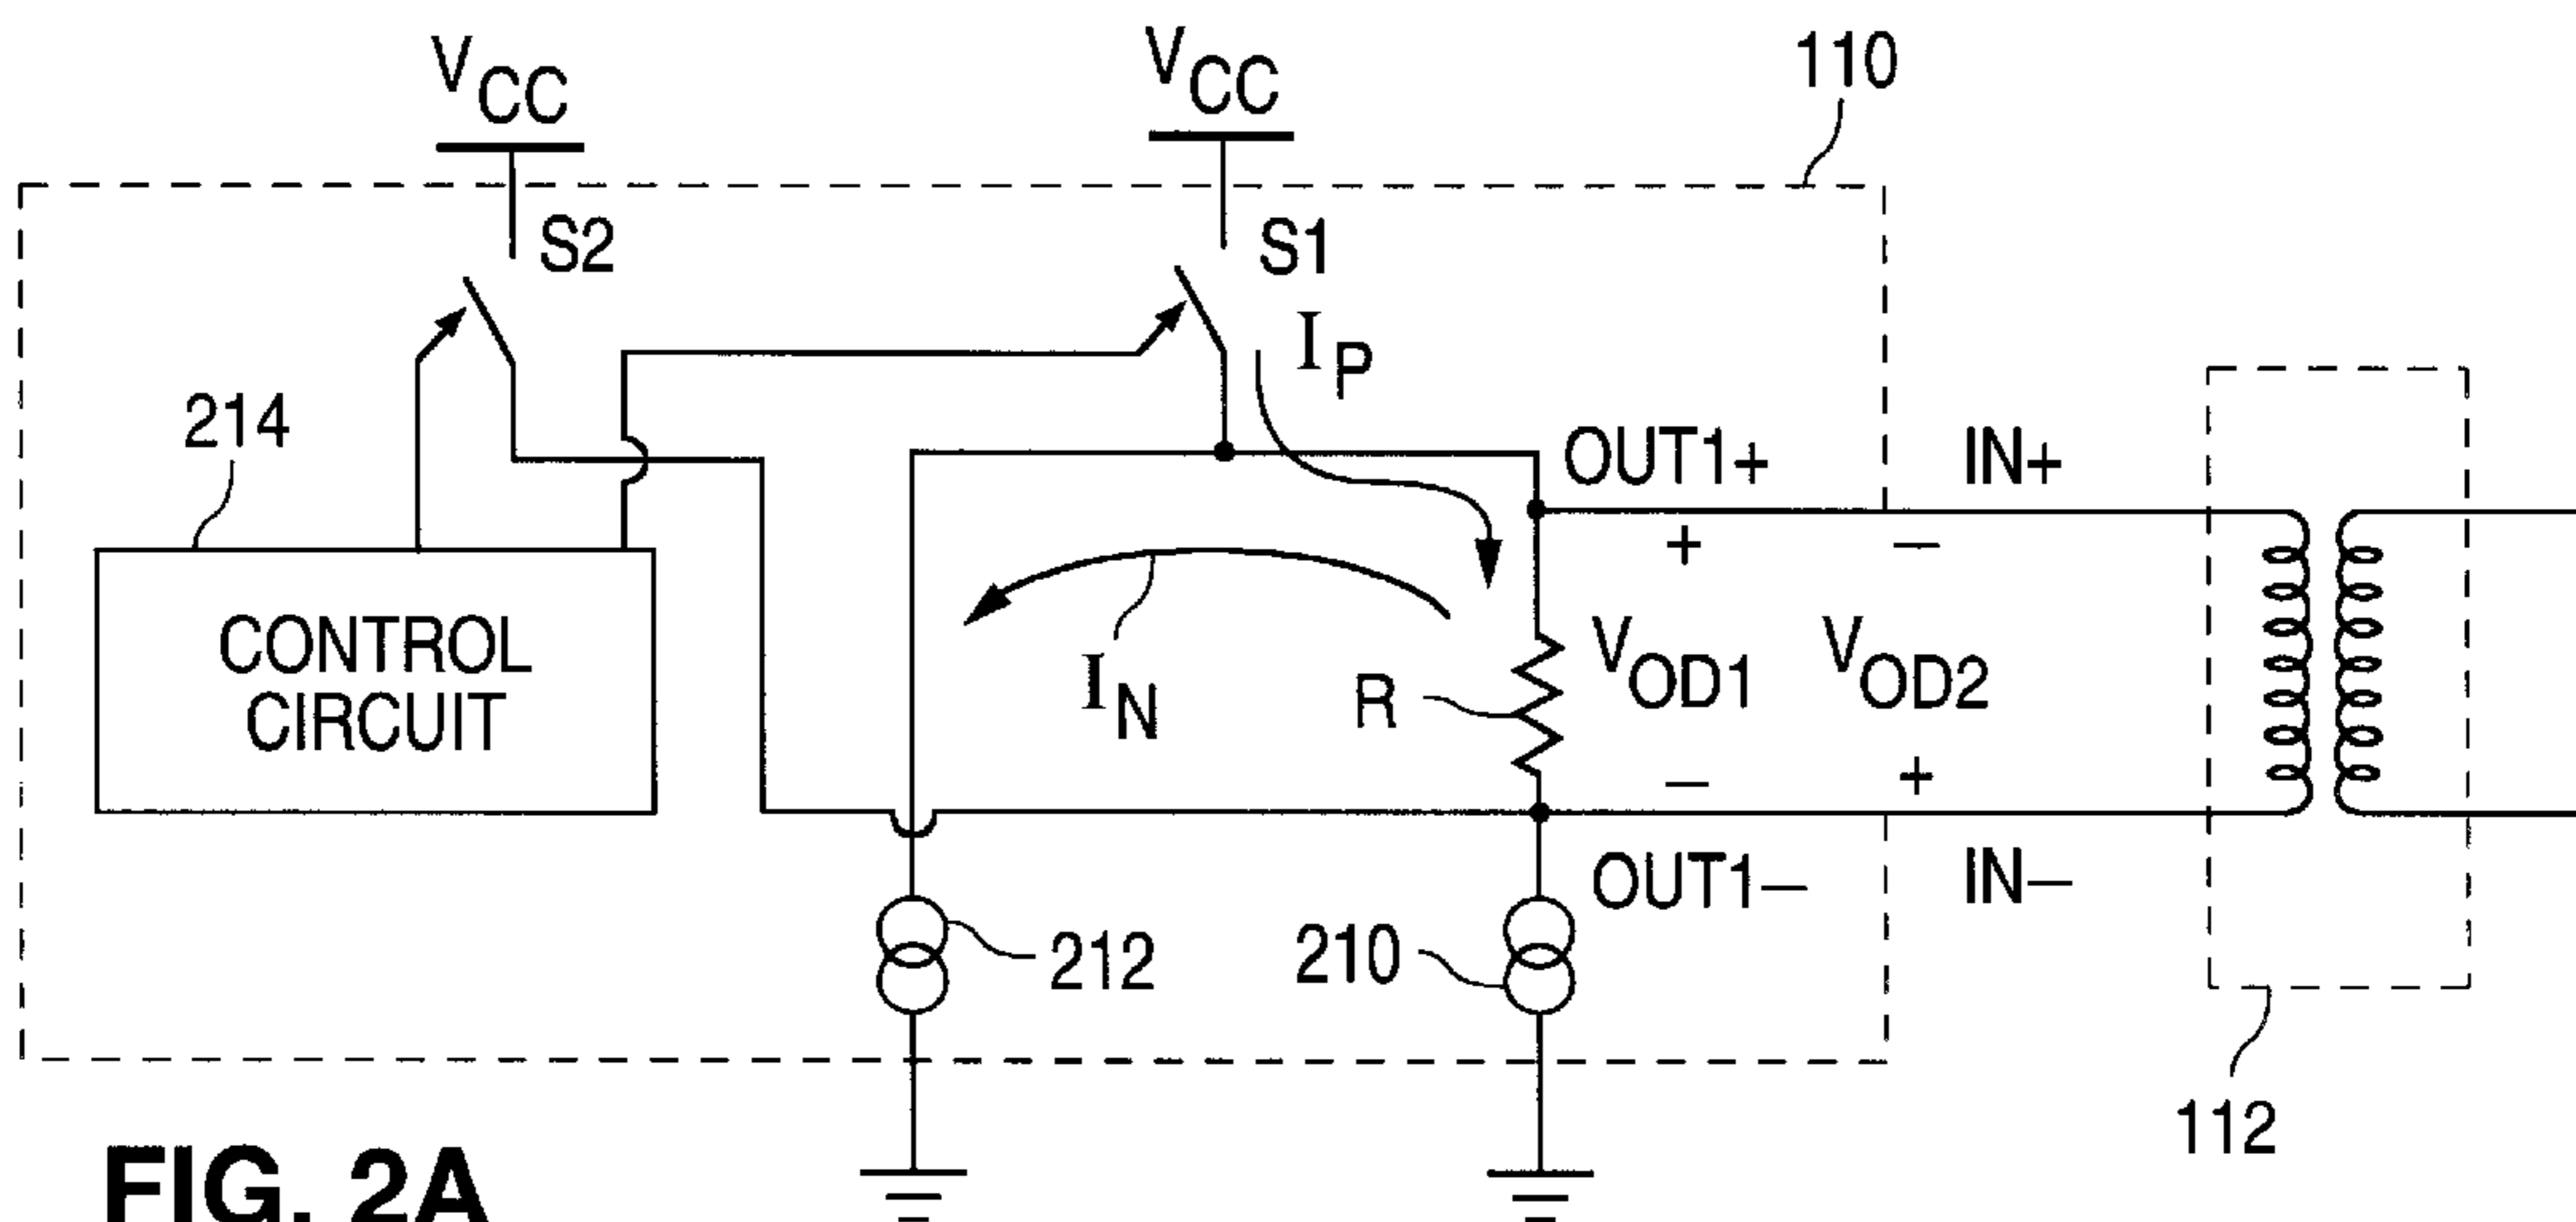 VCC
VCC
110
S2
S1
IP
214
OUT1+
IN+
+
–
CONTROL
CIRCUIT
IN
R
VOD1
VOD2
–
+
OUT1–
IN–
212
210
112
FIG. 2A